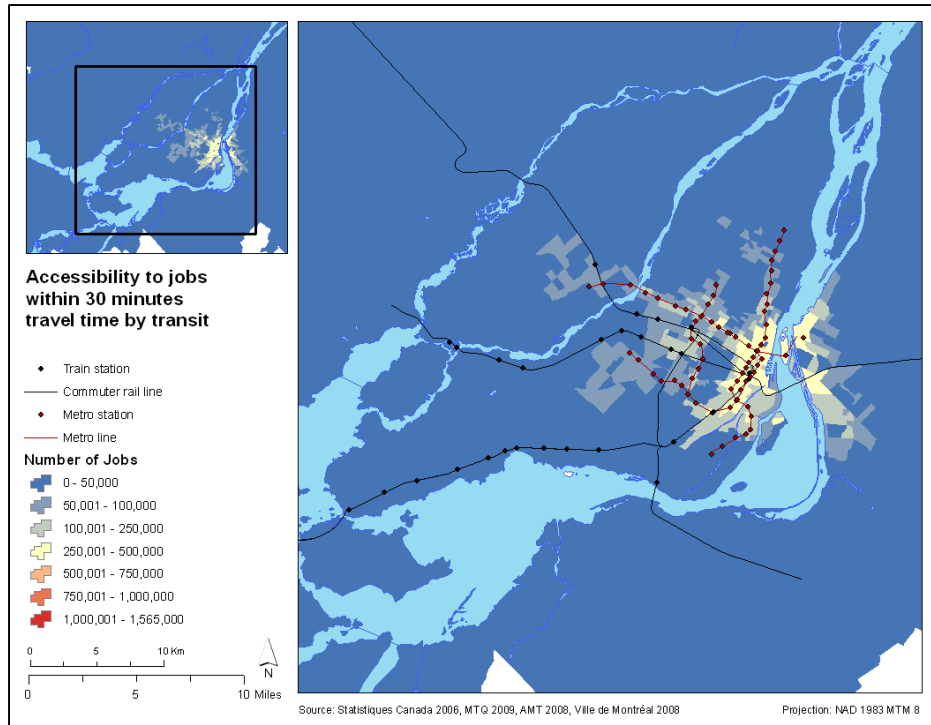 Accessibility to jobs
within 30 minutes
travel time by transit
Train station
Commuter rail line
Metro station
Metro line
Number of Jobs
0 - 50,000
50,001 - 100,000
100,001 - 250,000
250,001 - 500,000
500,001 - 750,000
750,001 - 1,000,000
1,000,001 - 1,565,000
0 5 10 Km
N
0 5 10 Miles
Source: Statistiques Canada 2006, MTQ 2009, AMT 2008, Ville de Montréal 2008
Projection: NAD 1983 MTM 8